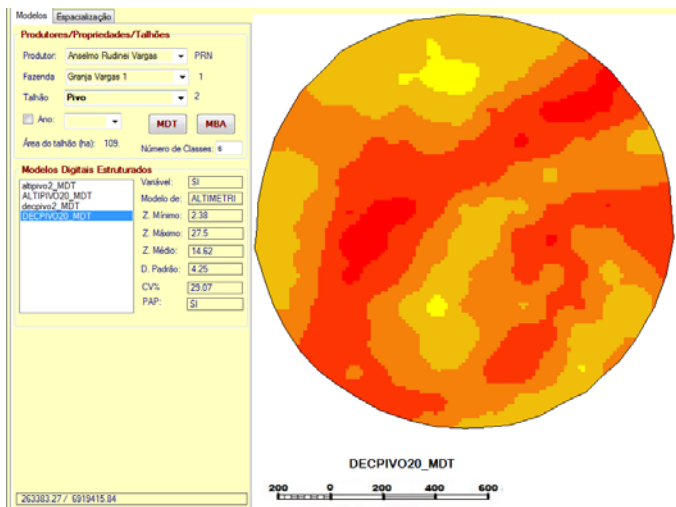 Modelos Espacialização
Produtores/Propriedades/Talhões
Produtor: Anselmo Rudinei Vargas PRN
Fazenda Granja Vargas 1 1
Talhão Pivo 2
Ano: MDT MBA
Área do talhão (ha): 109. Número de Classes: 6
Modelos Digitais Estruturados
altpivo2_MDT
ALTIPIVO20_MDT
decpivo2_MDT
DECPIVO20_MDT
Variável: SI
Modelo de: ALTIMETRI
Z. Mínimo: 2.38
Z. Máximo: 27.5
Z. Médio: 14.62
D. Padrão: 4.25
CV% 29.07
PAP: SI
DECPIVO20_MDT
200 0 200 400 600
263383.27 / 6919415.84